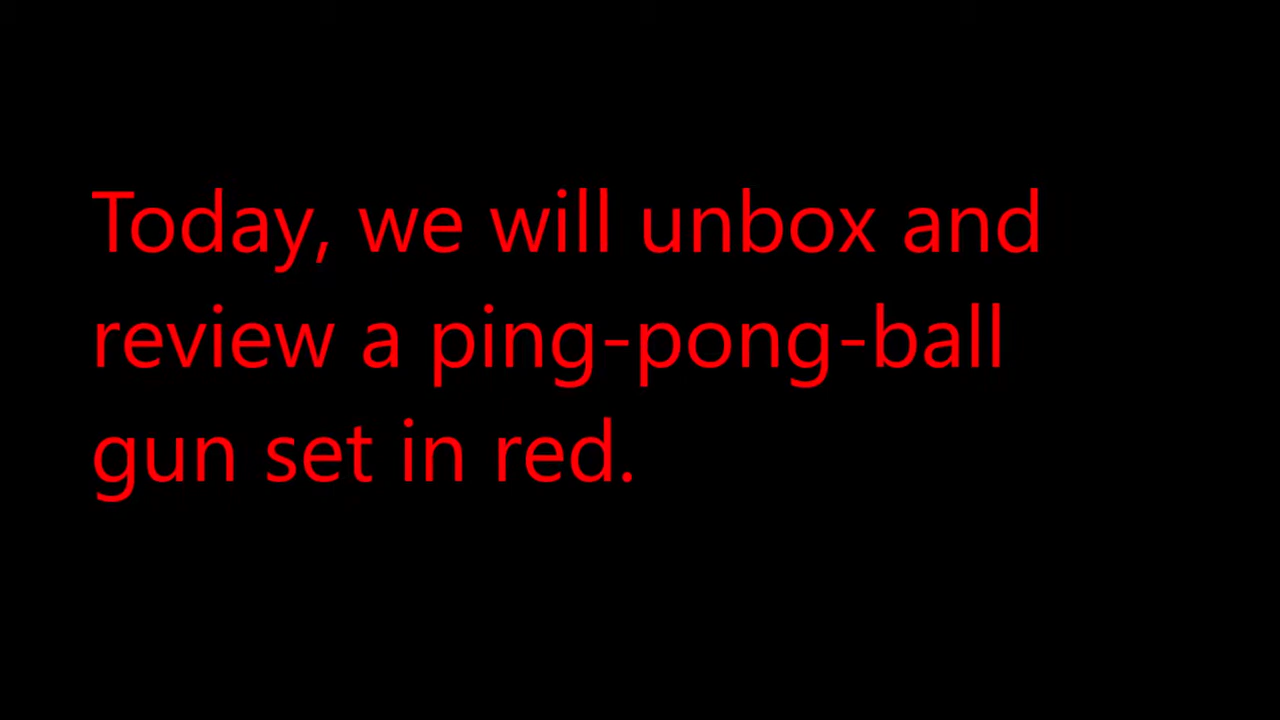 Today, we will unbox and
review a ping-pong-ball
gun set in red.